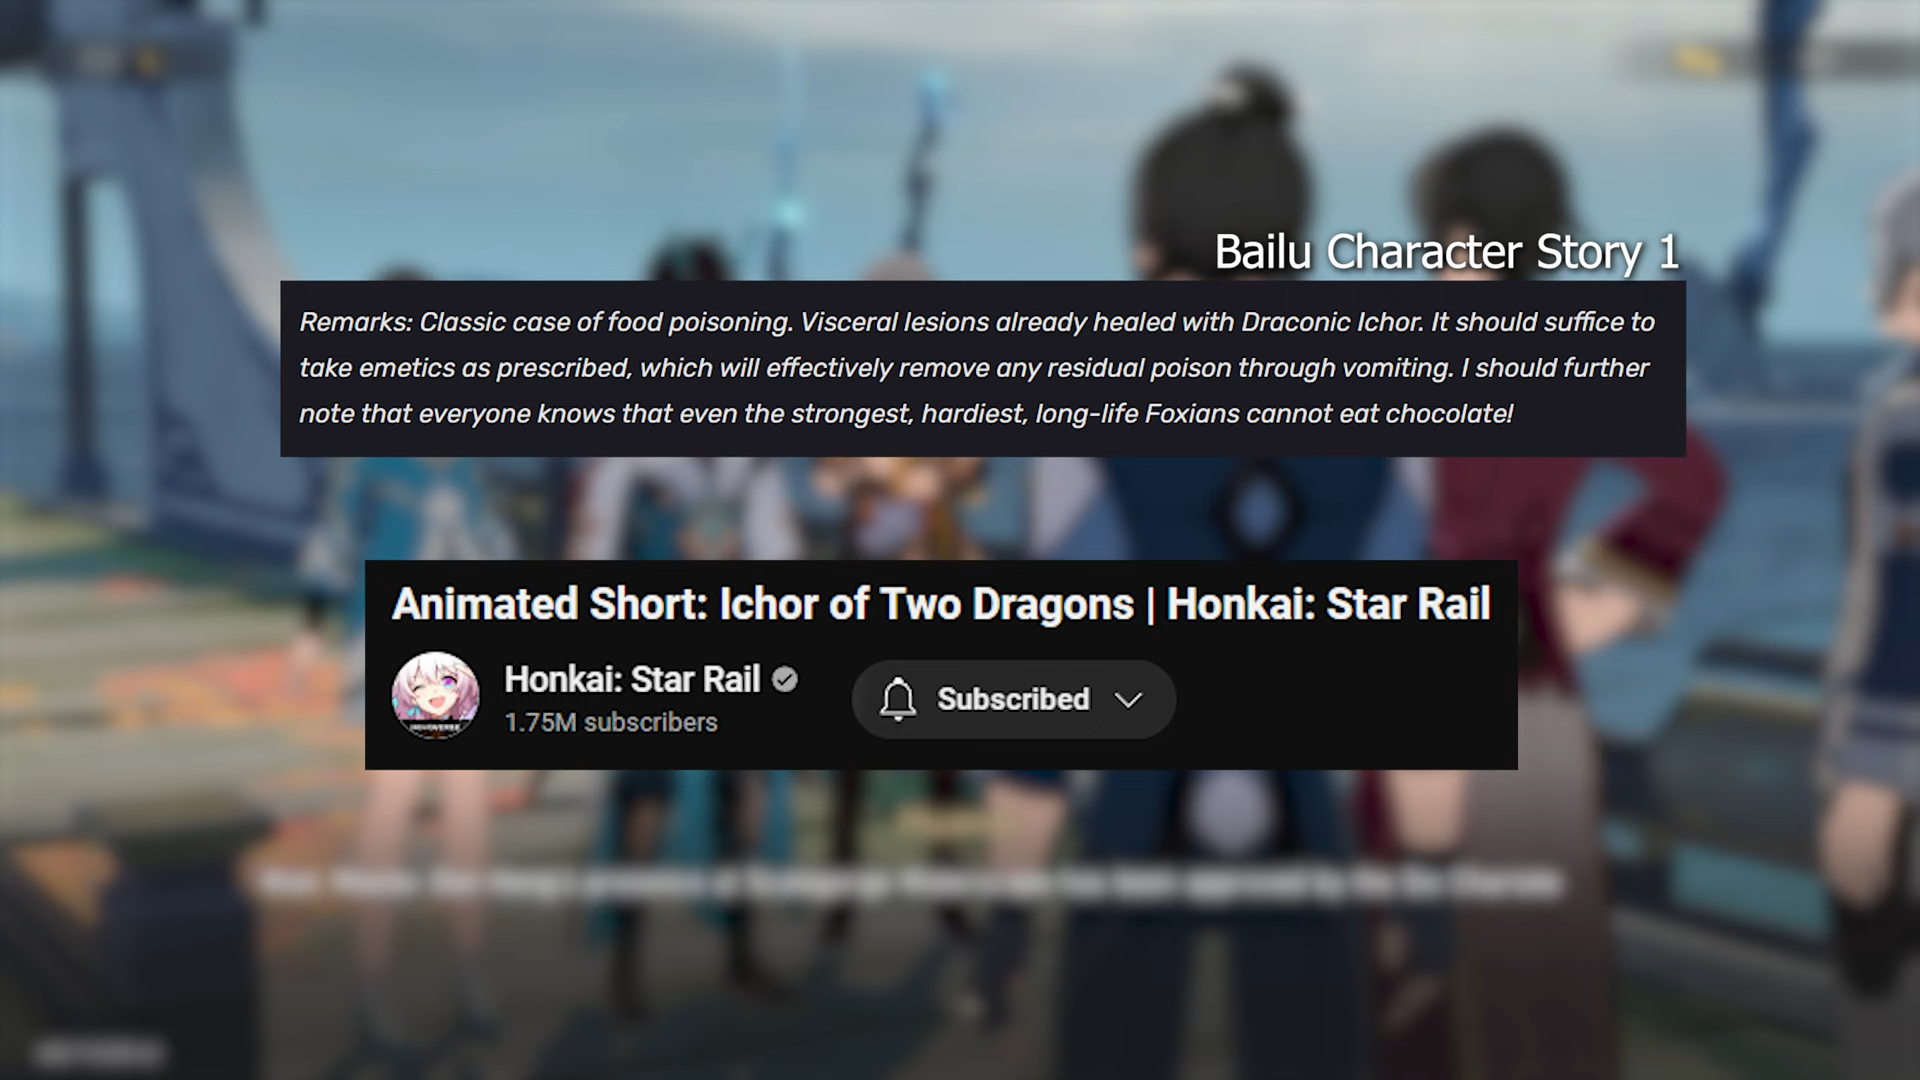 Bailu Character Story 1
Remarks: Classic case of food poisoning. Visceral lesions already healed with Draconic Ichor. It should suffice to
take emetics as prescribed, which will effectively remove any residual poison through vomiting. I should further
note that everyone knows that even the strongest, hardiest, long-life Foxians cannot eat chocolate!
Animated Short: Ichor of Two Dragons | Honkai: Star Rail
Honkai: Star Rail
1.75M subscribers
Subscribed